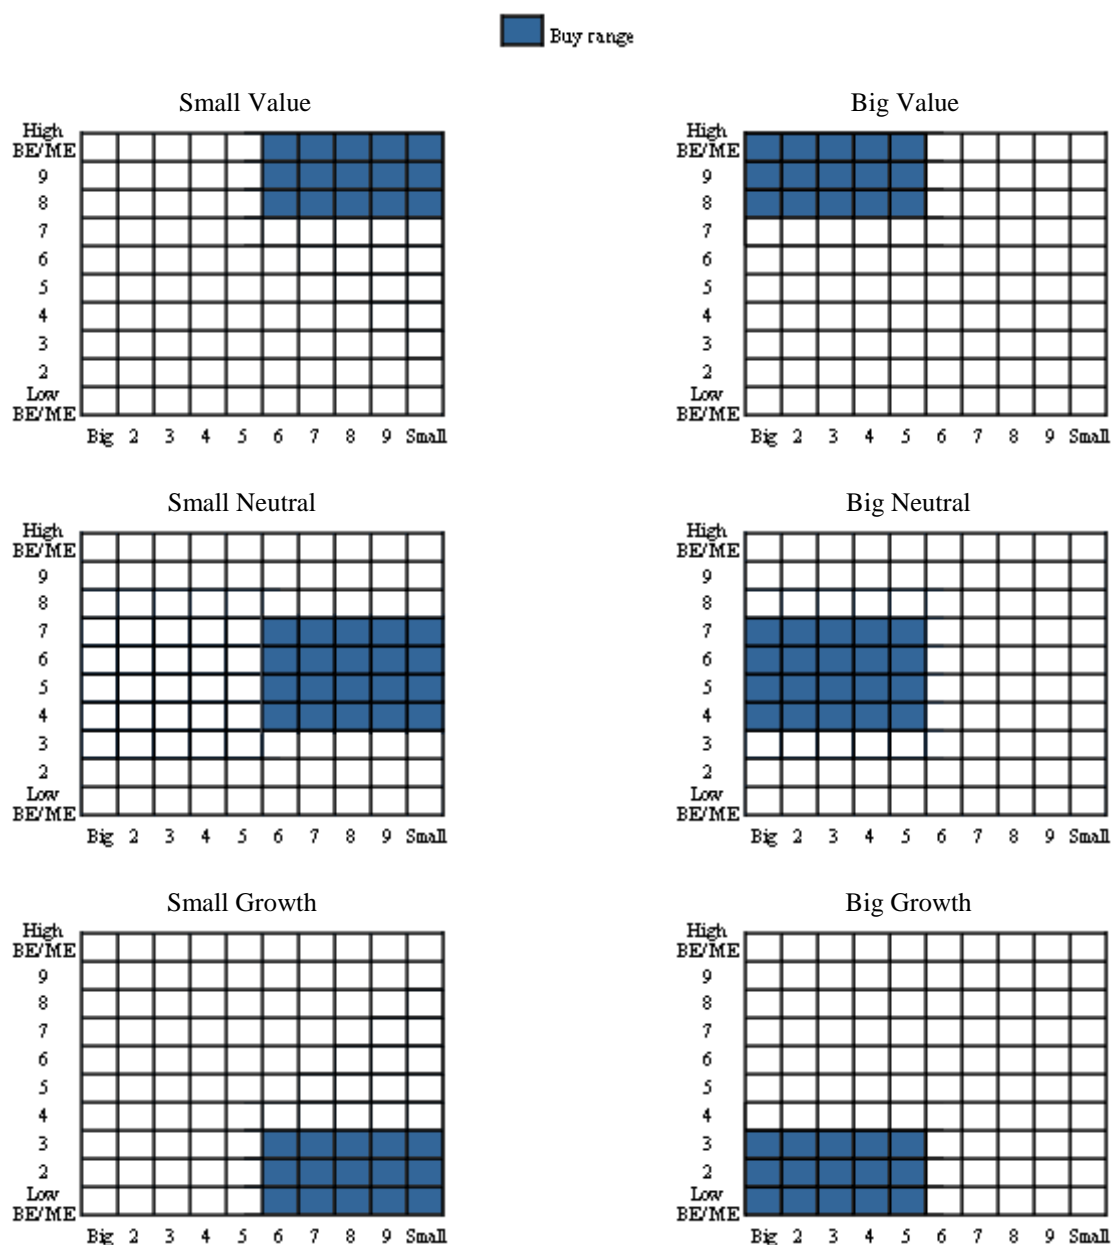 Buy range
Small Value
High
BE/ME
9
8
7
6
5
4
3
2
Low
BE/ME
Big 2 3 4 5 6 7 8 9 Small
Big Value
High
BE/ME
9
8
7
6
5
4
3
2
Low
BE/ME
Big 2 3 4 5 6 7 8 9 Small
Small Neutral
High
BE/ME
9
8
7
6
5
4
3
2
Low
BE/ME
Big 2 3 4 5 6 7 8 9 Small
Big Neutral
High
BE/ME
9
8
7
6
5
4
3
2
Low
BE/ME
Big 2 3 4 5 6 7 8 9 Small
Small Growth
High
BE/ME
9
8
7
6
5
4
3
2
Low
BE/ME
Big 2 3 4 5 6 7 8 9 Small
Big Growth
High
BE/ME
9
8
7
6
5
4
3
2
Low
BE/ME
Big 2 3 4 5 6 7 8 9 Small